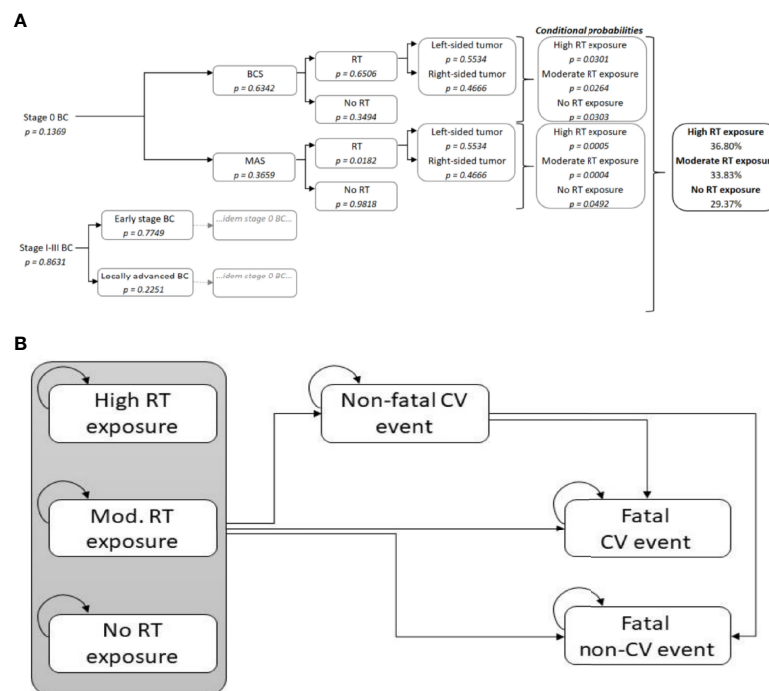 A
Conditional probabilities
Stage 0 BC
p = 0.1369
BCS
p = 0.6342
RT
p = 0.6506
No RT
p = 0.3494
Left-sided tumor
p = 0.5534
Right-sided tumor
p = 0.4666
High RT exposure
p = 0.0301
Moderate RT exposure
p = 0.0264
No RT exposure
p = 0.0303
MAS
p = 0.3659
RT
p = 0.0182
No RT
p = 0.9818
Left-sided tumor
p = 0.5534
Right-sided tumor
p = 0.4666
High RT exposure
p = 0.0005
Moderate RT exposure
p = 0.0004
No RT exposure
p = 0.0492
High RT exposure
36.80%
Moderate RT exposure
33.83%
No RT exposure
29.37%
Stage I-III BC
p = 0.8631
Early stage BC
p = 0.7749
...idem stage 0 BC...
Locally advanced BC
p = 0.2251
...idem stage 0 BC...
B
High RT
exposure
Mod. RT
exposure
No RT
exposure
Non-fatal CV
event
Fatal
CV event
Fatal
non-CV event